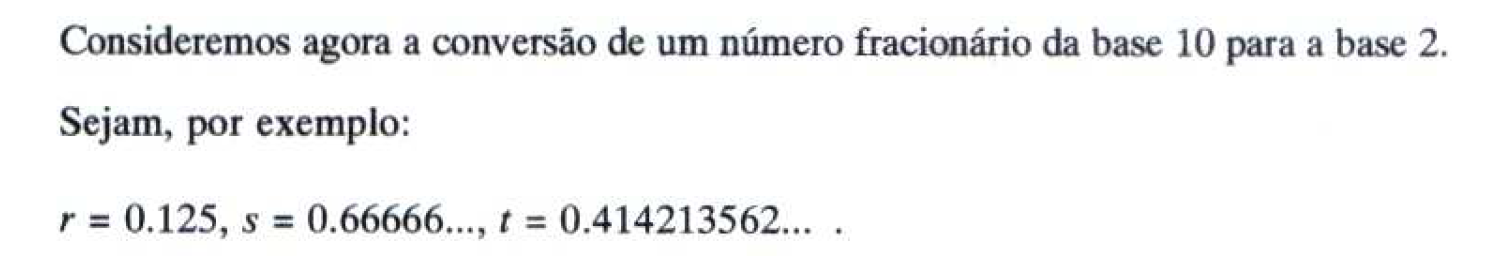 Consideremos agora a conversão de um número fracionário da base 10 para a base 2.
Sejam, por exemplo:
r = 0.125, s = 0.66666..., t = 0.414213562... .